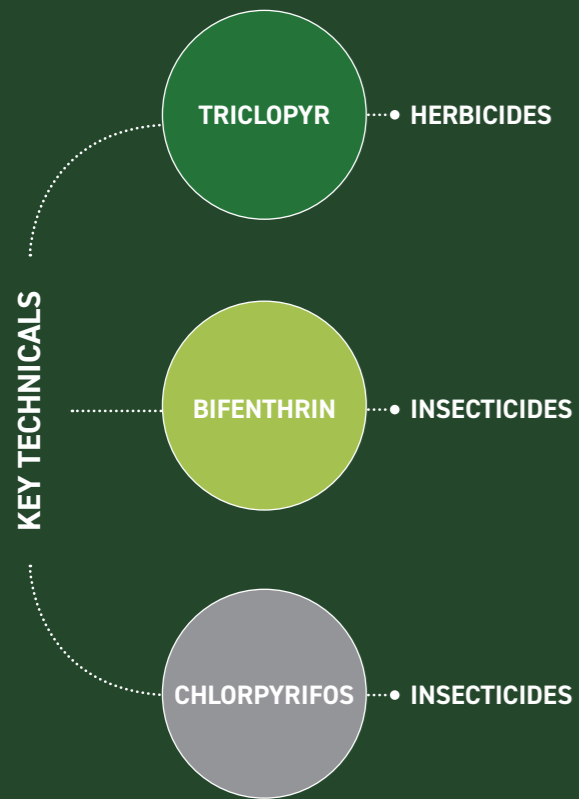 KEY TECHNICALS
TRICLOPYR
HERBICIDES
BIFENTHRIN
INSECTICIDES
CHLORPYRIFOS
INSECTICIDES